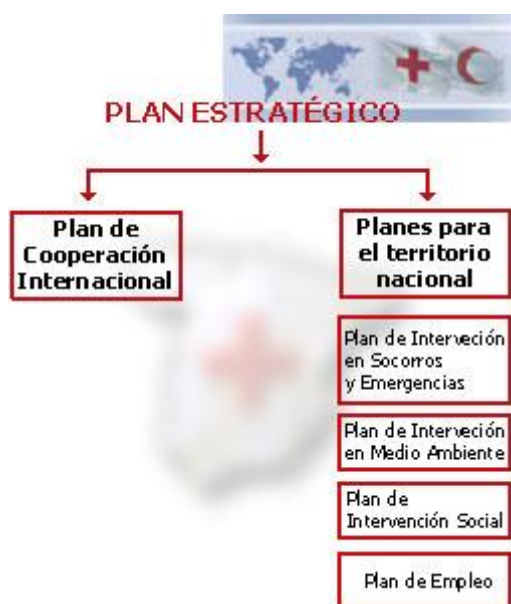 PLAN ESTRATÉGICO
Plan de
Cooperación
Internacional
Planes para
el territorio
nacional
Plan de Interveción
en Socorros
y Emergencias
Plan de Interveción
en Medio Ambiente
Plan de
Intervención Social
Plan de Empleo